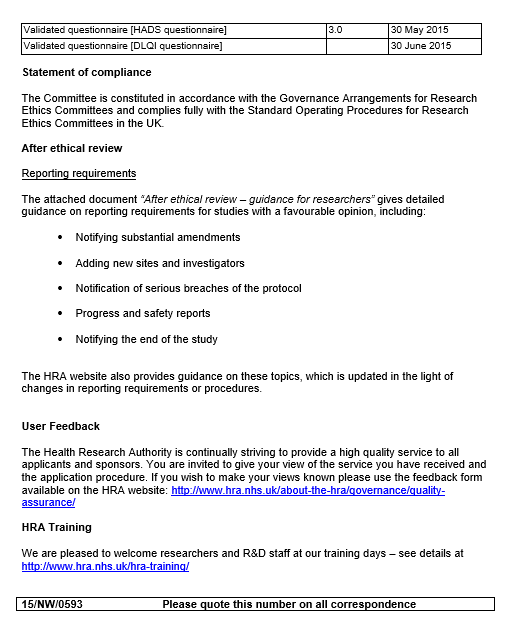 Validated questionnaire [HADS questionnaire] 3.0 30 May 2015
Validated questionnaire [DLQI questionnaire] 30 June 2015
Statement of compliance
The Committee is constituted in accordance with the Governance Arrangements for Research
Ethics Committees and complies fully with the Standard Operating Procedures for Research
Ethics Committees in the UK.
After ethical review
Reporting requirements
The attached document “After ethical review – guidance for researchers” gives detailed
guidance on reporting requirements for studies with a favourable opinion, including:
• Notifying substantial amendments
• Adding new sites and investigators
• Notification of serious breaches of the protocol
• Progress and safety reports
• Notifying the end of the study
The HRA website also provides guidance on these topics, which is updated in the light of
changes in reporting requirements or procedures.
User Feedback
The Health Research Authority is continually striving to provide a high quality service to all
applicants and sponsors. You are invited to give your view of the service you have received and
the application procedure. If you wish to make your views known please use the feedback form
available on the HRA website: http://www.hra.nhs.uk/about-the-hra/governance/quality-
assurance/
HRA Training
We are pleased to welcome researchers and R&D staff at our training days – see details at
http://www.hra.nhs.uk/hra-training/
15/NW/0593 Please quote this number on all correspondence